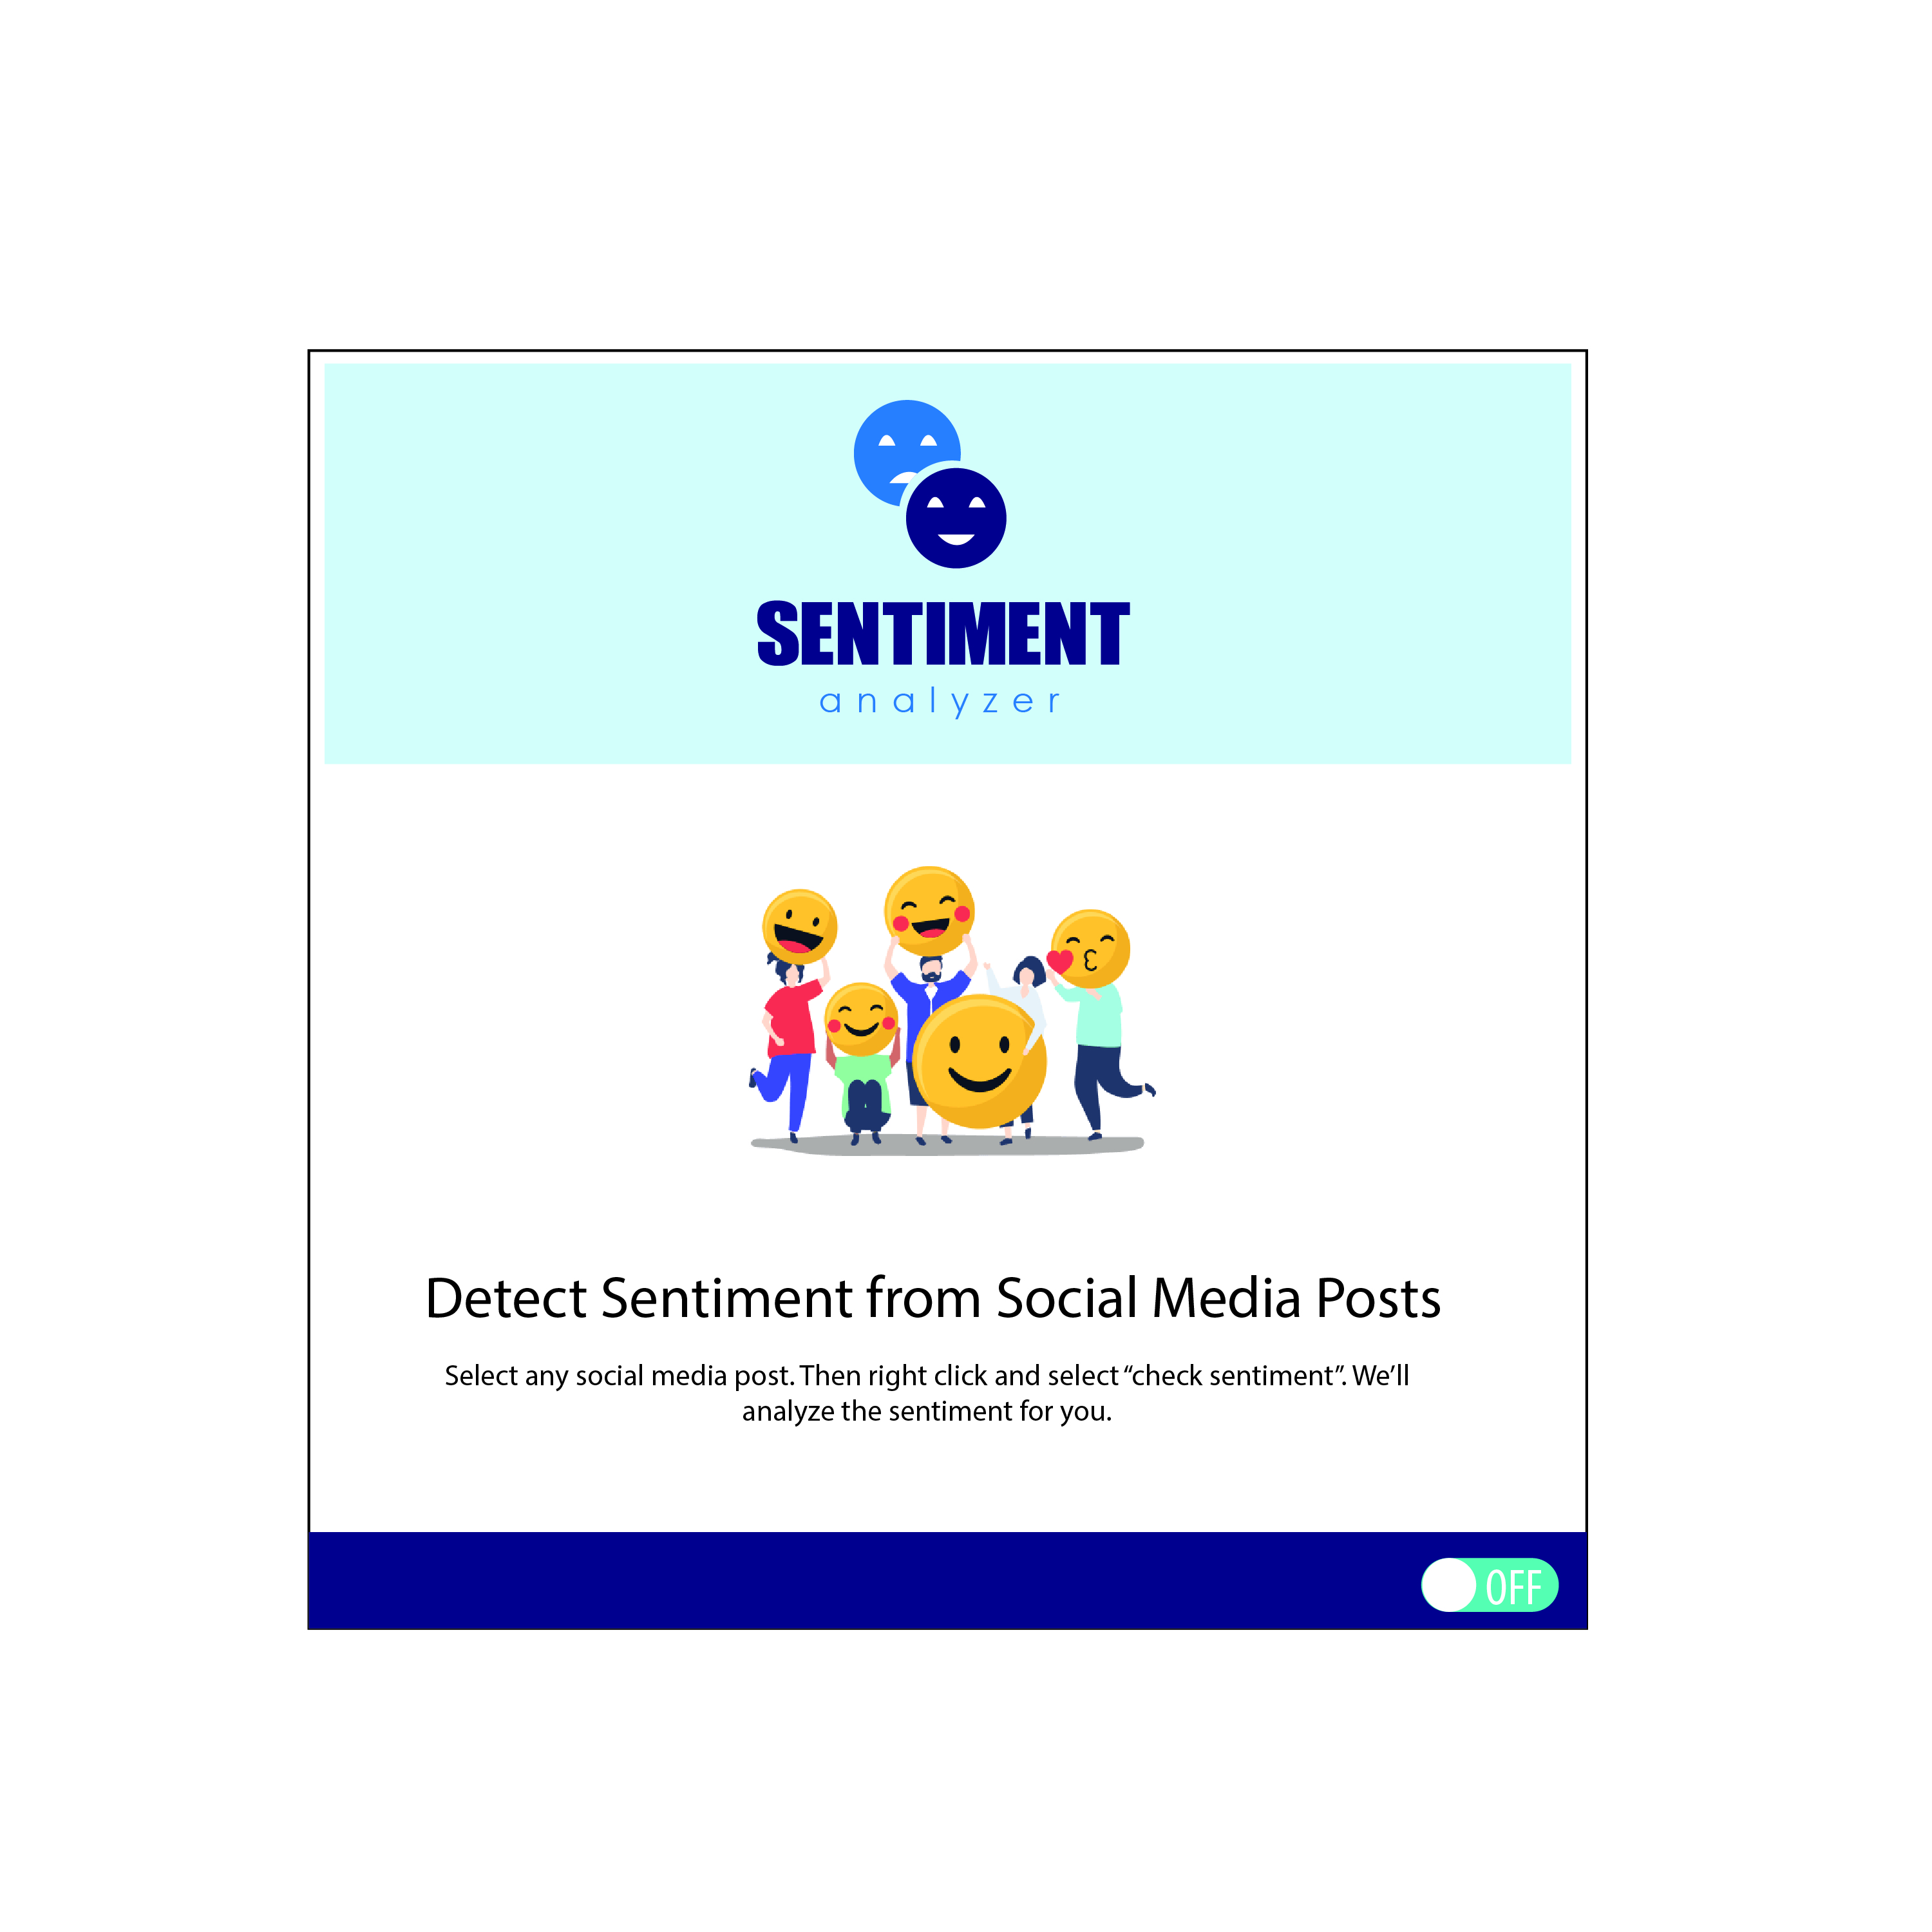 SENTIMENT
analyzer
Detect Sentiment from Social Media Posts
Select any social media post. Then right click and select “check sentiment”. We’ll
analyze the sentiment for you.
OFF